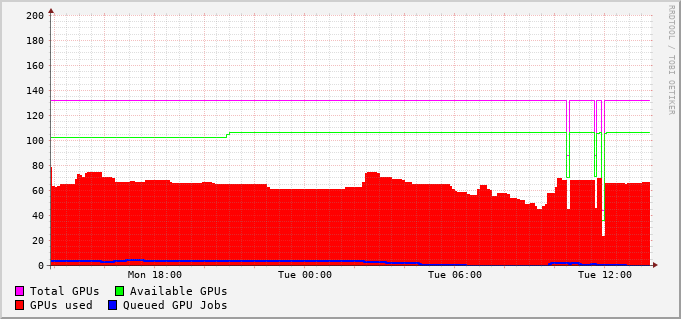 200
180
160
140
120
100
80
60
40
20
0
Mon 18:00 Tue 00:00 Tue 06:00 Tue 12:00
Total GPUs Available GPUs
GPUs used Queued GPU Jobs
RRDTOOL / TOBI OETIKER